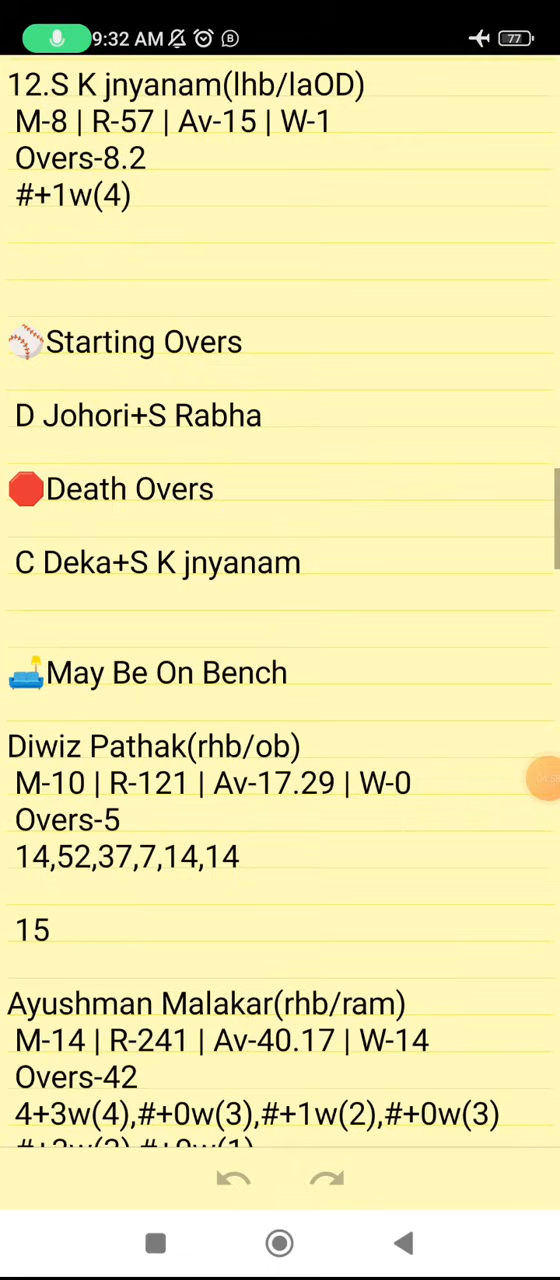 9:32 AM
77
12.S K jnyanam(lhb/laOD)
M-8 | R-57 | Av-15 | W-1
Overs-8.2
#+1w(4)
Starting Overs
D Johori+S Rabha
Death Overs
C Deka+S K jnyanam
May Be On Bench
Diwiz Pathak(rhb/ob)
M-10 | R-121 | Av-17.29 | W-0
Overs-5
14,52,37,7,14,14
15
Ayushman Malakar(rhb/ram)
M-14 | R-241 | Av-40.17 | W-14
Overs-42
4+3w(4),#+0w(3),#+1w(2),#+0w(3)